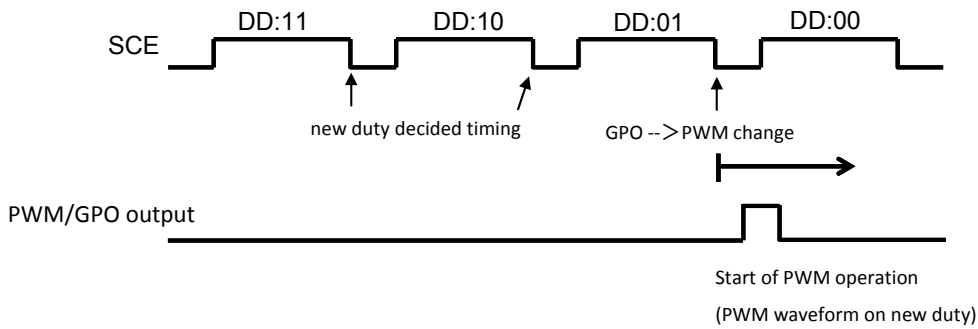 DD:11 DD:10 DD:01 DD:00
SCE
new duty decided timing
GPO -->PWM change
PWM/GPO output
Start of PWM operation
(PWM waveform on new duty)